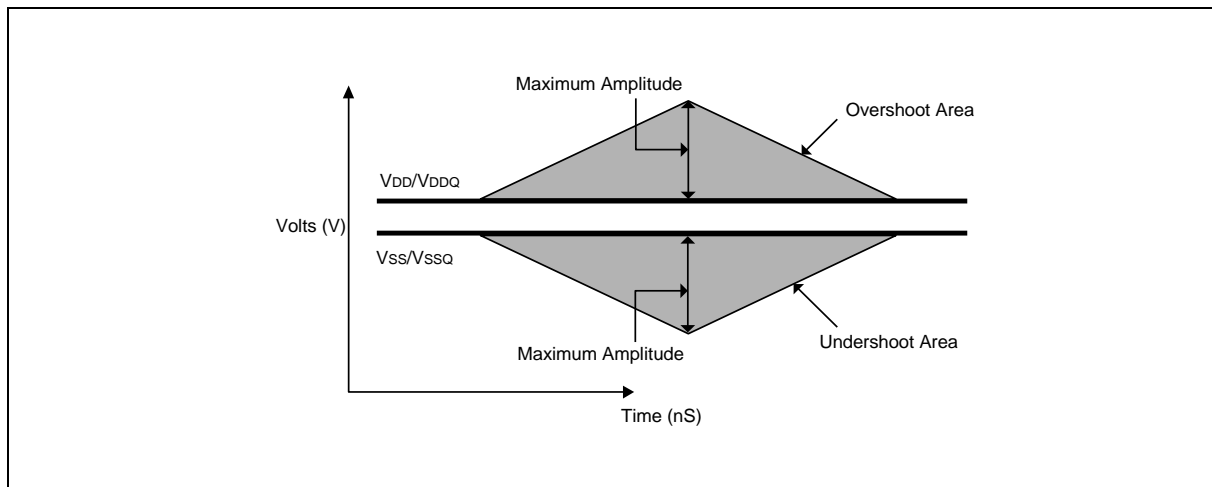 Maximum Amplitude
Overshoot Area
VDD/VDDQ
Volts (V)
VSS/VSSQ
Undershoot Area
Maximum Amplitude
Time (nS)